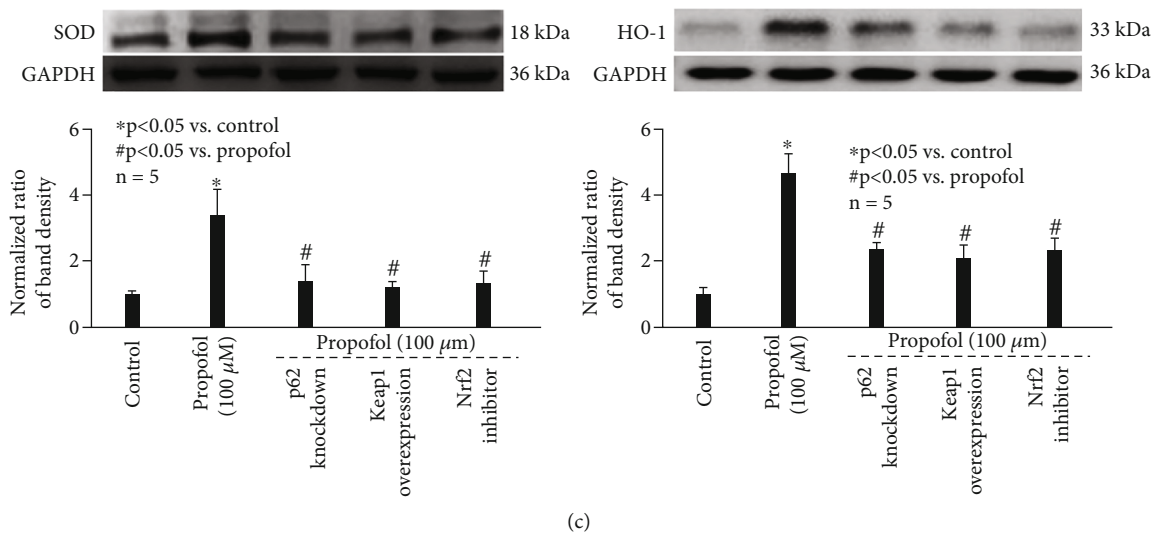 SOD
18 kDa
GAPDH
36 kDa
6
4
2
0
Normalized ratio
of band density
*p<0.05 vs. control
#p<0.05 vs. propofol
n = 5
*
#
#
#
Control
Propofol
(100 μM)
Propofol (100 μm)
p62
knockdown
Keap1
overexpression
Nrf2
inhibitor
HO-1
33 kDa
GAPDH
36 kDa
6
4
2
0
Normalized ratio
of band density
*p<0.05 vs. control
#p<0.05 vs. propofol
n = 5
*
#
#
#
Control
Propofol
(100 μM)
Propofol (100 μm)
p62
knockdown
Keap1
overexpression
Nrf2
inhibitor
(c)